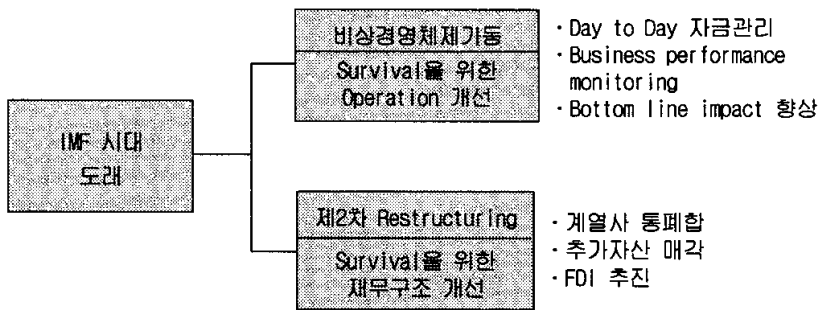 IMF 시대
도래
비상경영체제가동
Survival을 위한
Operation 개선
· Day to Day 자금관리
· Business performance
monitoring
· Bottom line impact 향상
제2차 Restructuring
Survival을 위한
재무구조 개선
· 계열사 통폐합
· 추가자산 매각
· FDI 추진